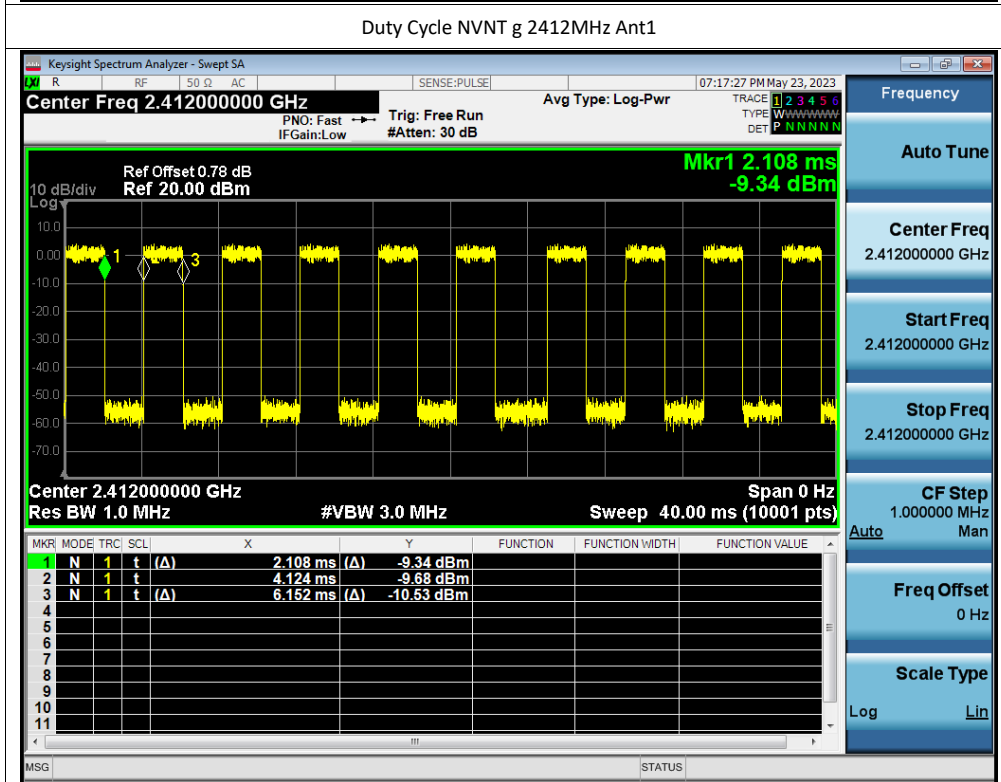 Duty Cycle NVNT g 2412MHz Ant1
Keysight Spectrum Analyzer - Swept SA
LXI R RF 50 Ω AC SENSE:PULSE 07:17:27 PM May 23, 2023
Center Freq 2.412000000 GHz Avg Type: Log-Pwr TRACE 1 2 3 4 5 6
PNO: Fast Trig: Free Run TYPE W W W W W W
IFGain:Low #Atten: 30 dB DET P N N N N N
Mkr1 2.108 ms
-9.34 dBm
Ref Offset 0.78 dB
10 dB/div Ref 20.00 dBm
Log
10.0
0.00
-10.0
-20.0
-30.0
-40.0
-50.0
-60.0
-70.0
1
3
Center 2.412000000 GHz Span 0 Hz
Res BW 1.0 MHz #VBW 3.0 MHz Sweep 40.00 ms (10001 pts)
MKR MODE TRC SCL X Y FUNCTION FUNCTION WIDTH FUNCTION VALUE
1 N 1 t (Δ) 2.108 ms (Δ) -9.34 dBm
2 N 1 t 4.124 ms -9.68 dBm
3 N 1 t (Δ) 6.152 ms (Δ) -10.53 dBm
4
5
6
7
8
9
10
11
MSG STATUS
Frequency
Auto Tune
Center Freq
2.412000000 GHz
Start Freq
2.412000000 GHz
Stop Freq
2.412000000 GHz
CF Step
1.000000 MHz
Auto Man
Freq Offset
0 Hz
Scale Type
Log Lin